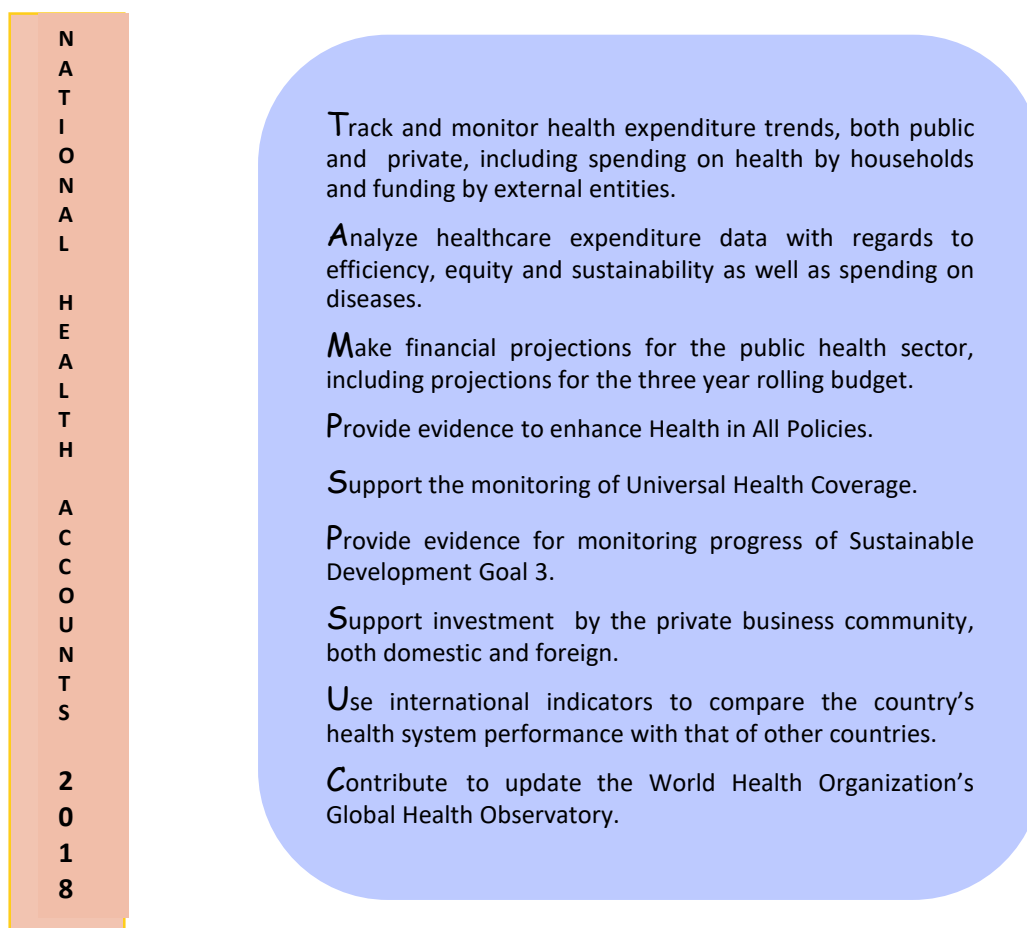 NATIONAL HEALTH ACCOUNTS 2018
Track and monitor health expenditure trends, both public
and private, including spending on health by households
and funding by external entities.
Analyze healthcare expenditure data with regards to
efficiency, equity and sustainability as well as spending on
diseases.
Make financial projections for the public health sector,
including projections for the three year rolling budget.
Provide evidence to enhance Health in All Policies.
Support the monitoring of Universal Health Coverage.
Provide evidence for monitoring progress of Sustainable
Development Goal 3.
Support investment by the private business community,
both domestic and foreign.
Use international indicators to compare the country’s
health system performance with that of other countries.
Contribute to update the World Health Organization’s
Global Health Observatory.